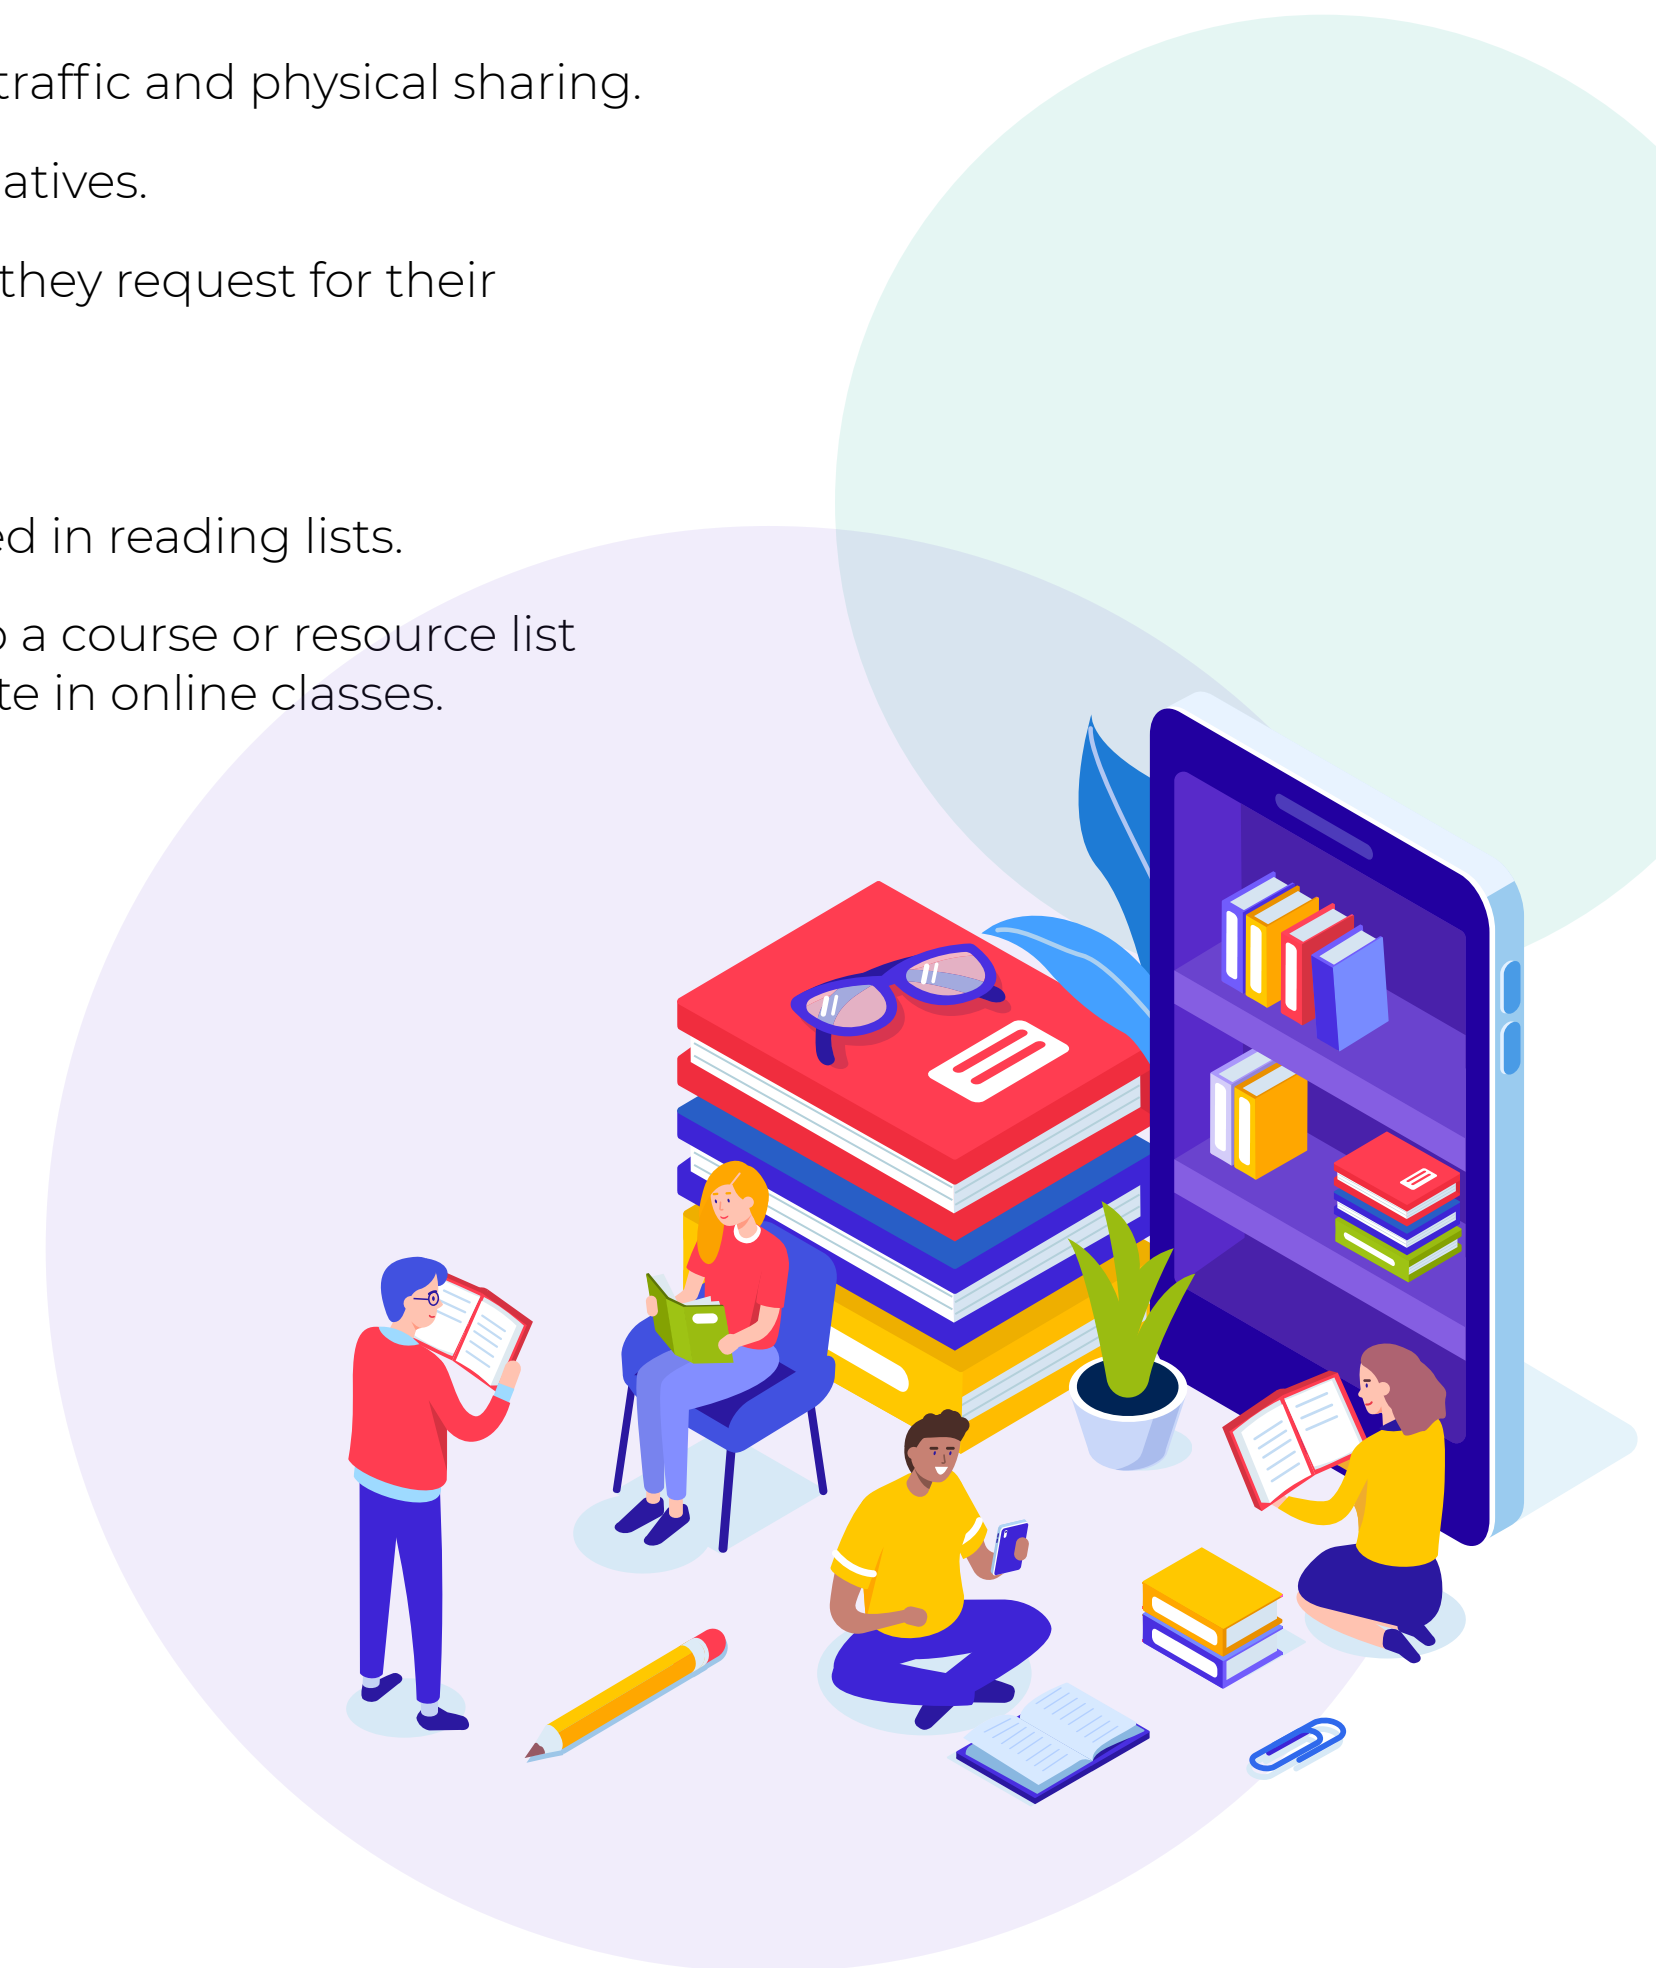 traffic and physical sharing.
atives.
they request for their
ed in reading lists.
a course or resource list
te in online classes.